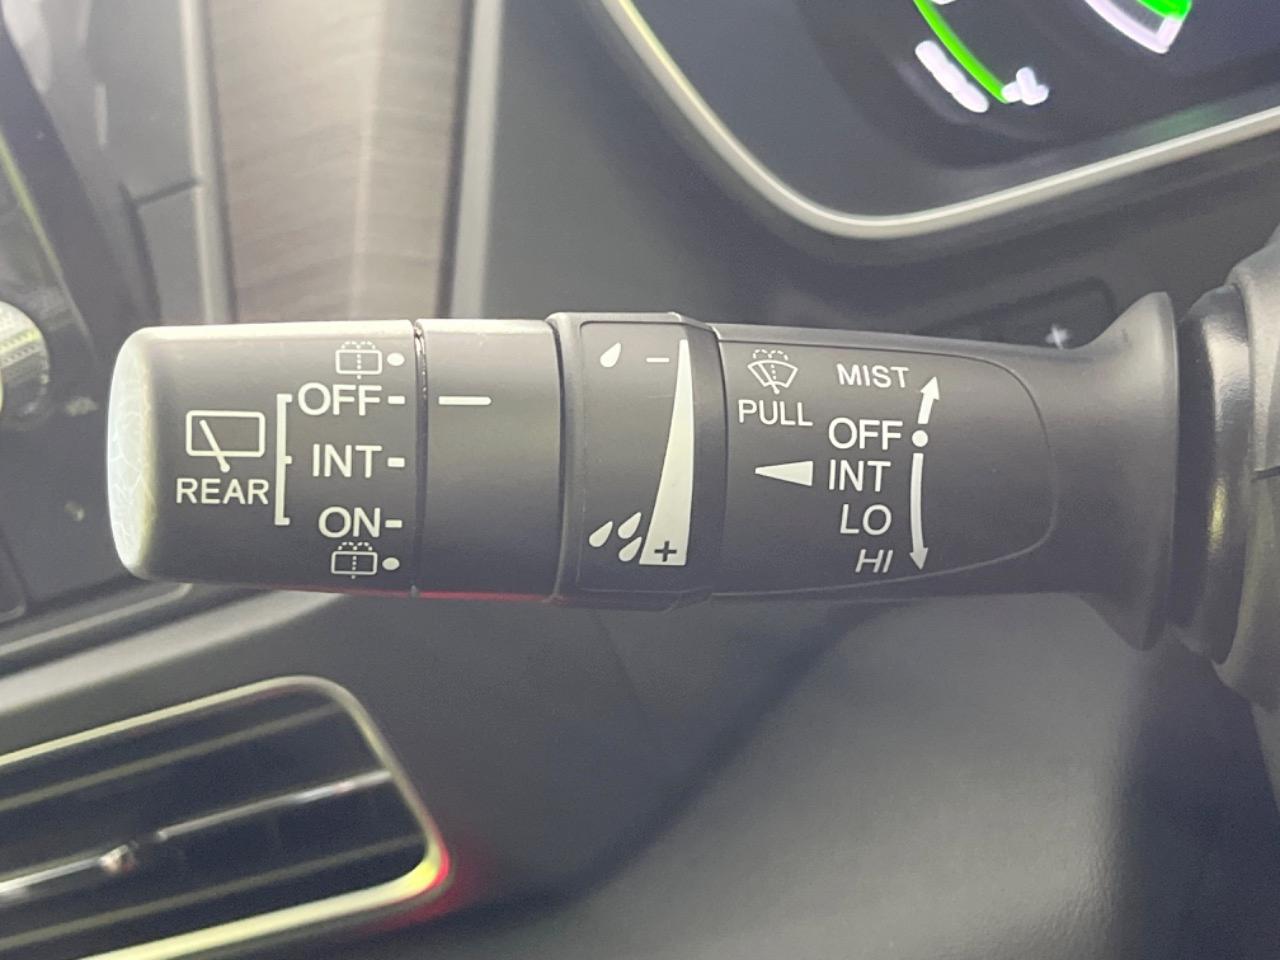 REAR
OFF
INT
ON
-
+
PULL
MIST
OFF
INT
LO
HI